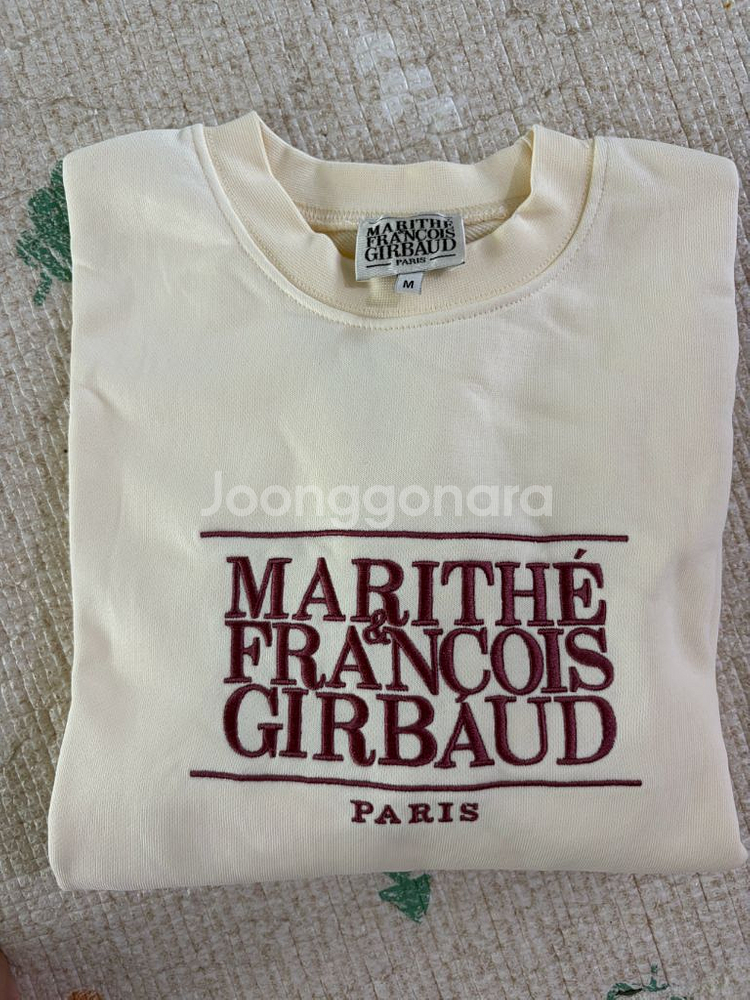 MARITHÉ
FRANÇOIS
GIRBAUD
PARIS
M
Joonggonara
MARITHÉ
&
FRANÇOIS
GIRBAUD
PARIS